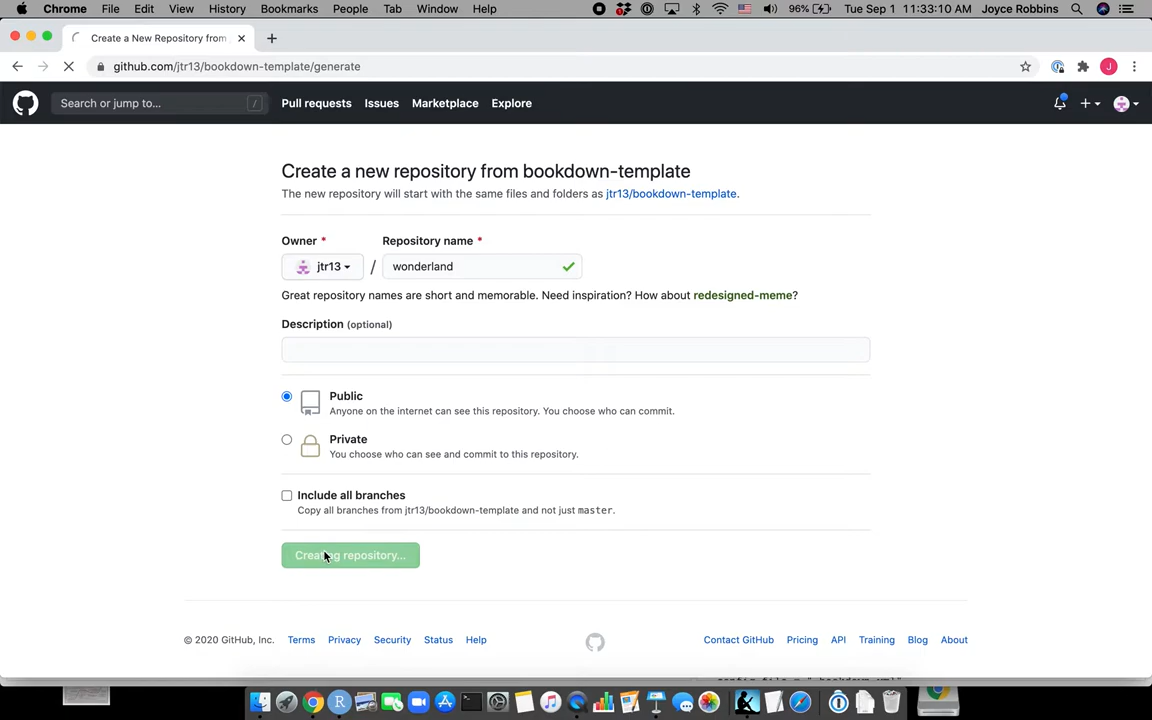 Chrome File Edit View History Bookmarks People Tab Window Help 96% Tue Sep 1 11:33:10 AM Joyce Robbins
Create a New Repository from
github.com/jtr13/bookdown-template/generate
J
Search or jump to... / Pull requests Issues Marketplace Explore
Create a new repository from bookdown-template
The new repository will start with the same files and folders as jtr13/bookdown-template.
Owner * Repository name *
jtr13 / wonderland
Great repository names are short and memorable. Need inspiration? How about redesigned-meme?
Description (optional)
Public
Anyone on the internet can see this repository. You choose who can commit.
Private
You choose who can see and commit to this repository.
Include all branches
Copy all branches from jtr13/bookdown-template and not just master.
Creating repository...
© 2020 GitHub, Inc. Terms Privacy Security Status Help Contact GitHub Pricing API Training Blog About